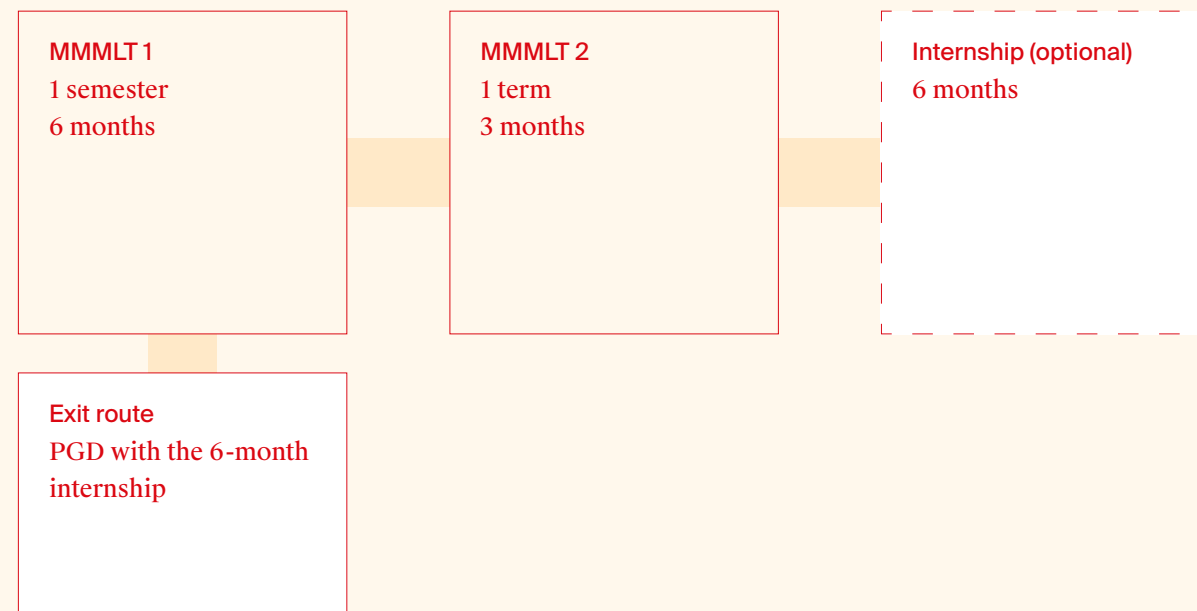 MMMLT 1
1 semester
6 months
MMMLT 2
1 term
3 months
Internship (optional)
6 months
Exit route
PGD with the 6-month
internship